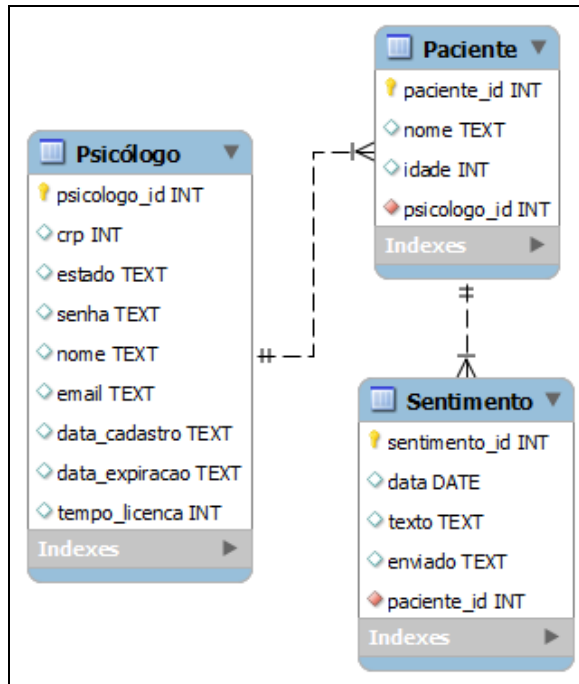 Paciente
paciente_id INT
nome TEXT
idade INT
psicologo_id INT
Indexes
Psicólogo
psicologo_id INT
crp INT
estado TEXT
senha TEXT
nome TEXT
email TEXT
data_cadastro TEXT
data_expiracao TEXT
tempo_licenca INT
Indexes
Sentimento
sentimento_id INT
data DATE
texto TEXT
enviado TEXT
paciente_id INT
Indexes